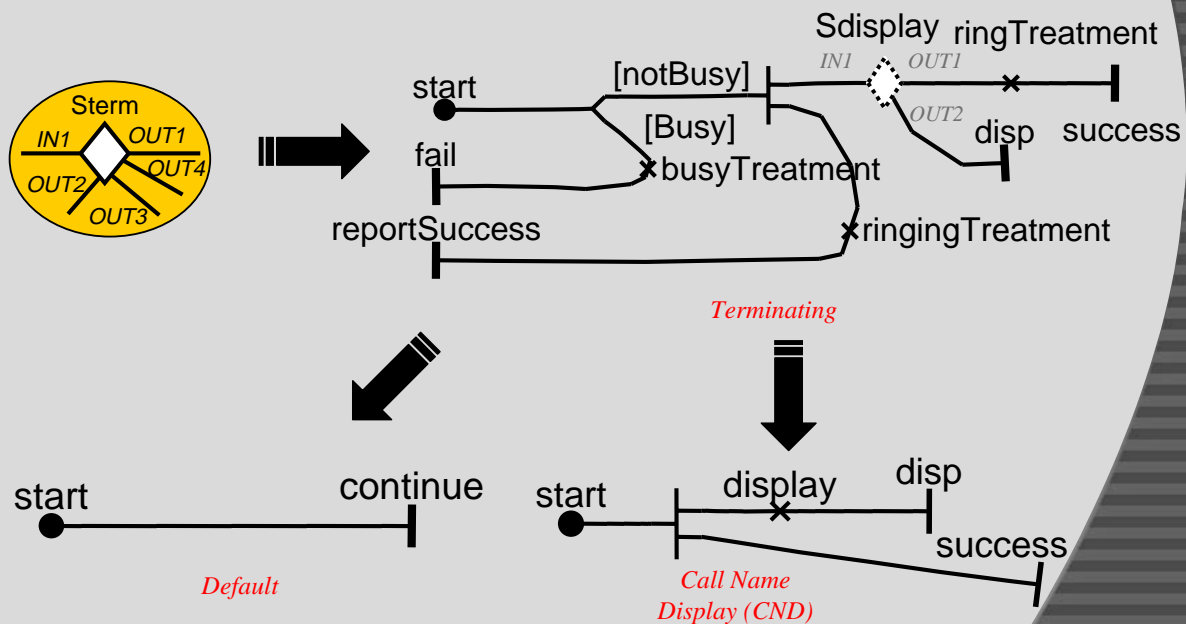 Sterm
IN1
OUT1
OUT2
OUT4
OUT3
start
[notBusy]
Sdisplay
ringTreatment
IN1
OUT1
OUT2
[Busy]
disp
success
fail
busyTreatment
reportSuccess
ringingTreatment
Terminating
start
continue
Default
start
display
disp
success
Call Name
Display (CND)